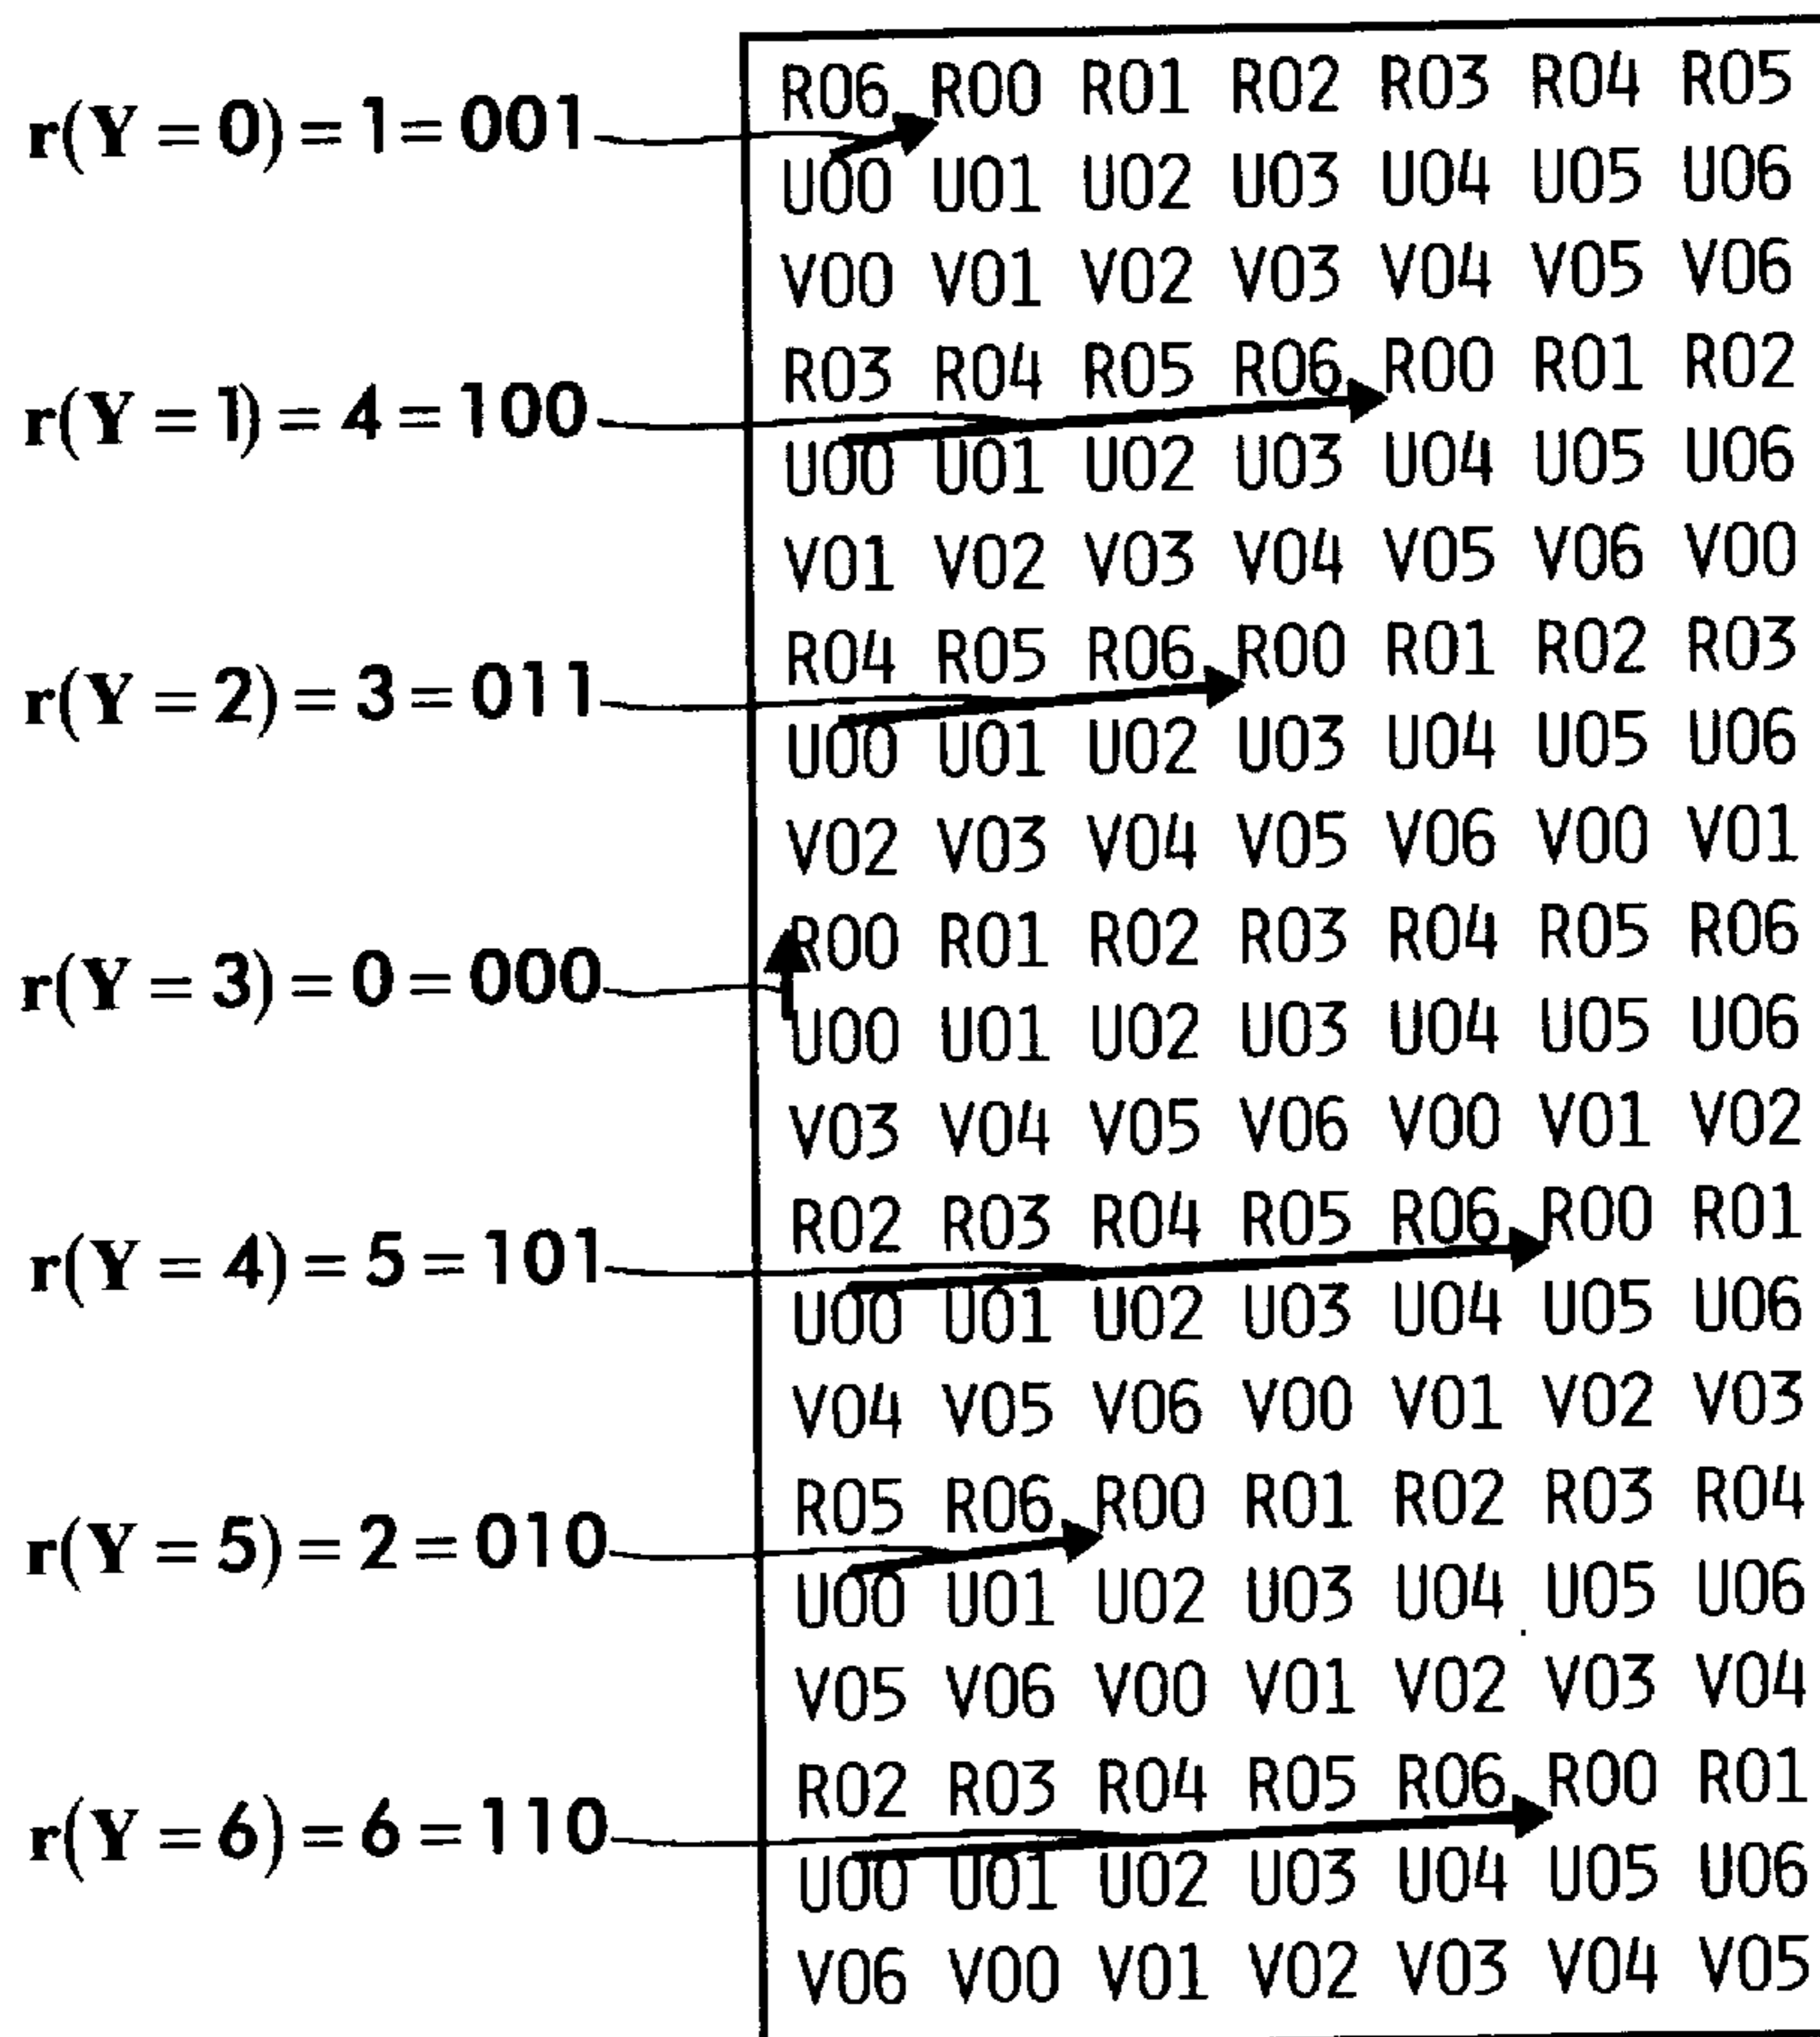 R06 R00 R01 R02 R03 R04 R05
r(Y = 0) = 1 = 001
U00 U01 U02 U03 U04 U05 U06
V00 V01 V02 V03 V04 V05 V06
R03 R04 R05 R06 R00 R01 R02
r(Y = 1) = 4 = 100
U00 U01 U02 U03 U04 U05 U06
V01 V02 V03 V04 V05 V06 V00
R04 R05 R06 R00 R01 R02 R03
r(Y = 2) = 3 = 011
U00 U01 U02 U03 U04 U05 U06
V02 V03 V04 V05 V06 V00 V01
R00 R01 R02 R03 R04 R05 R06
r(Y = 3) = 0 = 000
U00 U01 U02 U03 U04 U05 U06
V03 V04 V05 V06 V00 V01 V02
R02 R03 R04 R05 R06 R00 R01
r(Y = 4) = 5 = 101
U00 U01 U02 U03 U04 U05 U06
V04 V05 V06 V00 V01 V02 V03
R05 R06 R00 R01 R02 R03 R04
r(Y = 5) = 2 = 010
U00 U01 U02 U03 U04 U05 U06
V05 V06 V00 V01 V02 V03 V04
R02 R03 R04 R05 R06 R00 R01
r(Y = 6) = 6 = 110
U00 U01 U02 U03 U04 U05 U06
V06 V00 V01 V02 V03 V04 V05